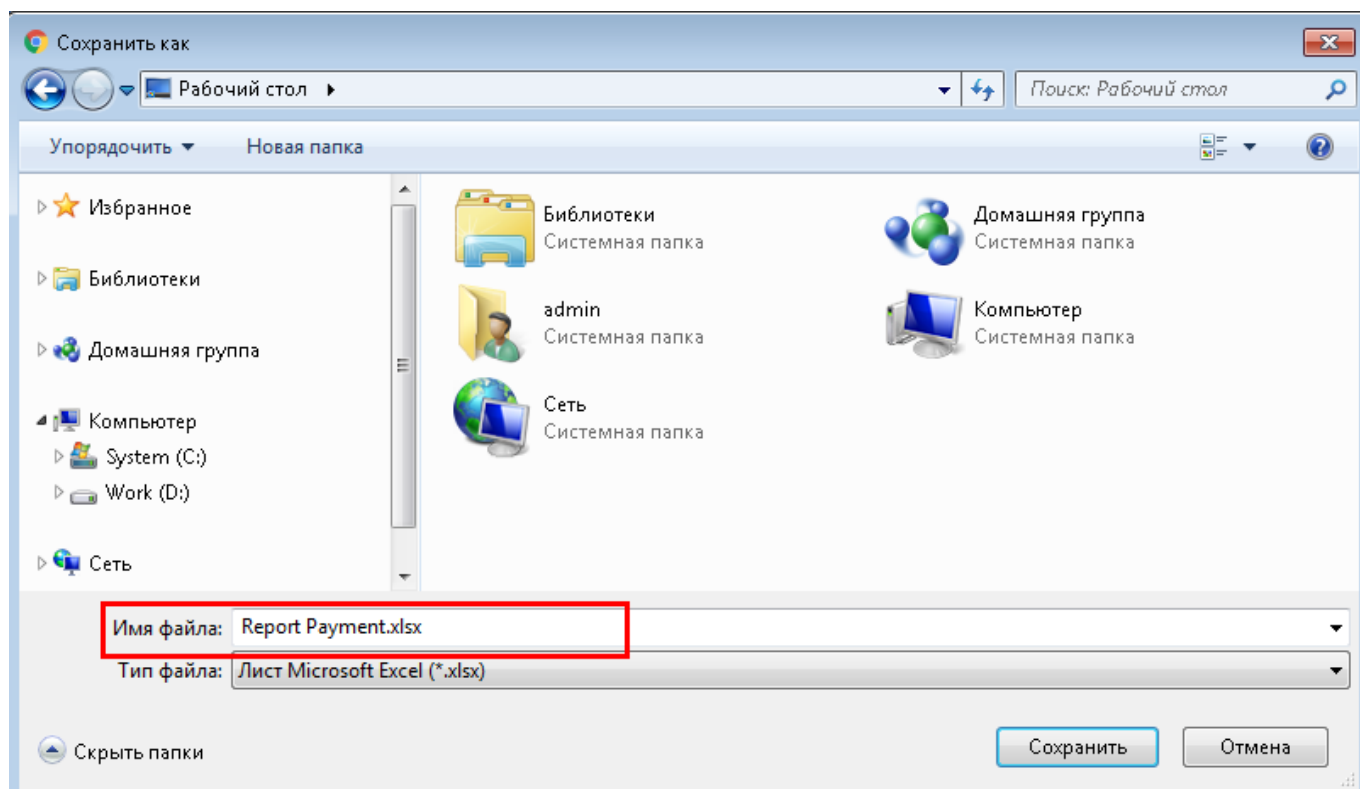 Сохранить как
Рабочий стол
Поиск: Рабочий стол
Упорядочить
Новая папка
Избранное
Библиотеки
Домашняя группа
Компьютер
System (C:)
Work (D:)
Сеть
Библиотеки
Системная папка
Домашняя группа
Системная папка
admin
Системная папка
Компьютер
Системная папка
Сеть
Системная папка
Имя файла: Report Payment.xlsx
Тип файла: Лист Microsoft Excel (*.xlsx)
Скрыть папки
Сохранить
Отмена